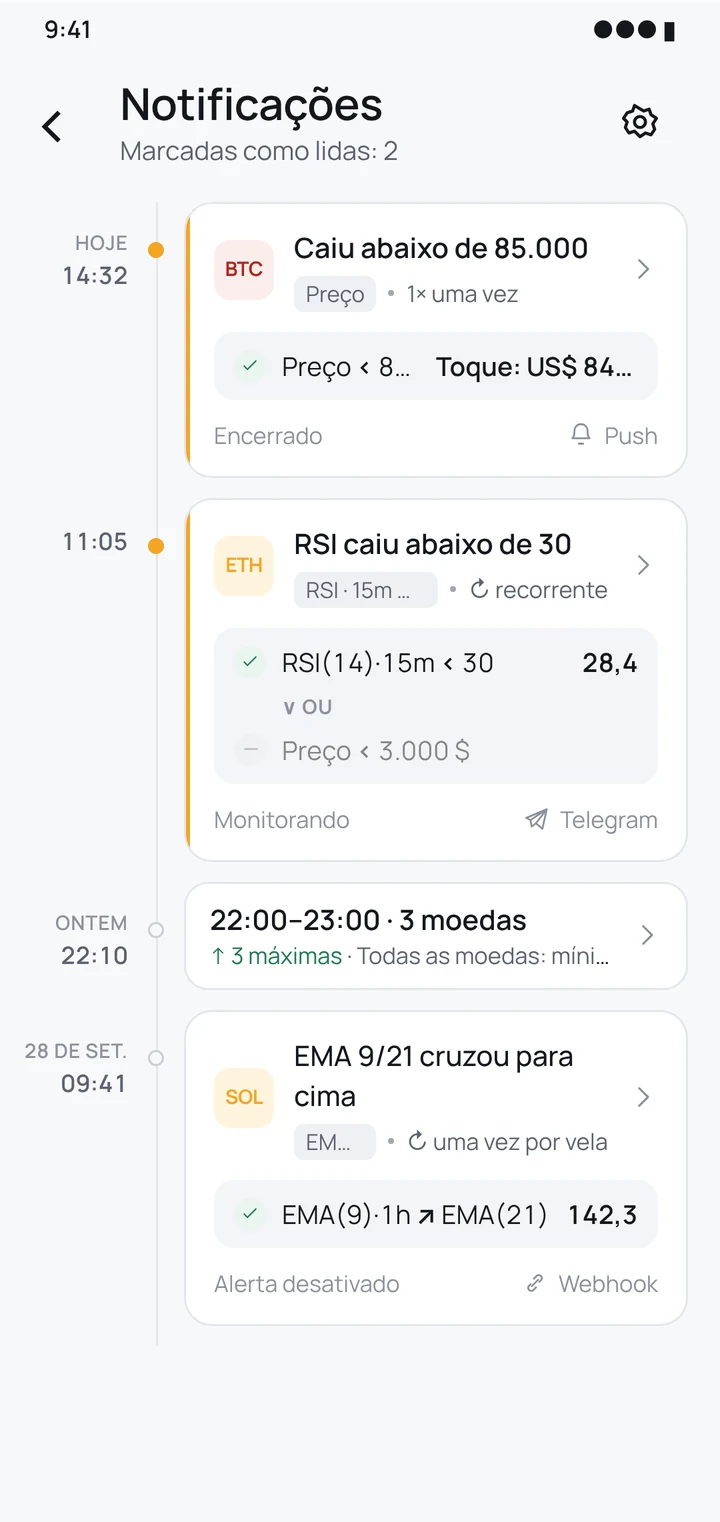 9:41
Notificações
Marcadas como lidas: 2
HOJE
14:32
BTC
Caiu abaixo de 85.000
Preço • 1× uma vez
Preço < 8... Toque: US$ 84...
Encerrado Push
11:05
ETH
RSI caiu abaixo de 30
RSI · 15m ... • ↻ recorrente
RSI(14)·15m < 30 28,4
∨ OU
Preço < 3.000 $
Monitorando Telegram
ONTEM
22:10
22:00–23:00 · 3 moedas
↑ 3 máximas · Todas as moedas: míni...
28 DE SET.
09:41
SOL
EMA 9/21 cruzou para
cima
EM... • ↻ uma vez por vela
EMA(9)·1h ↗ EMA(21) 142,3
Alerta desativado Webhook